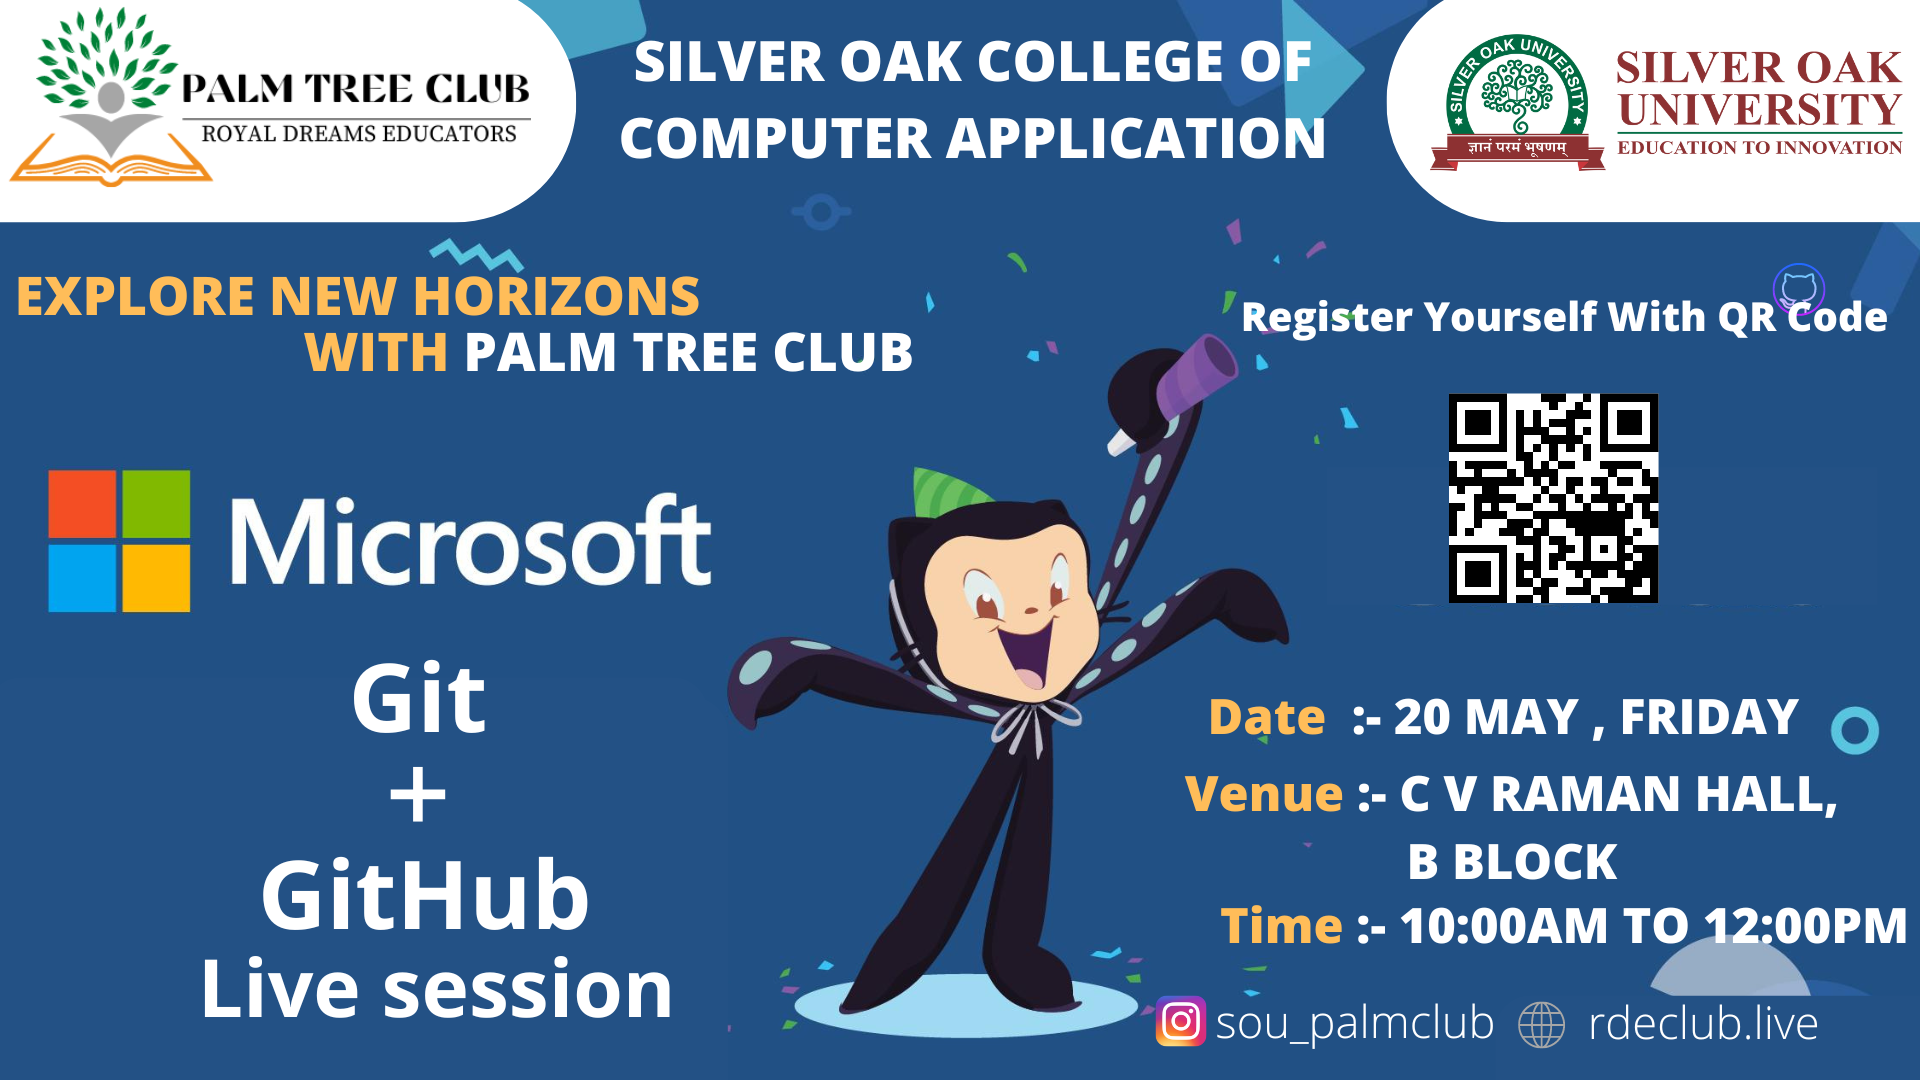 PALM TREE CLUB
ROYAL DREAMS EDUCATORS
SILVER OAK COLLEGE OF
COMPUTER APPLICATION
SILVER OAK UNIVERSITY
ज्ञानं परमं भूषणम्
SILVER OAK
UNIVERSITY
EDUCATION TO INNOVATION
EXPLORE NEW HORIZONS
WITH PALM TREE CLUB
Microsoft
Git
+
GitHub
Live session
Register Yourself With QR Code
Date :- 20 MAY , FRIDAY
Venue :- C V RAMAN HALL,
B BLOCK
Time :- 10:00AM TO 12:00PM
sou_palmclub
rdeclub.live